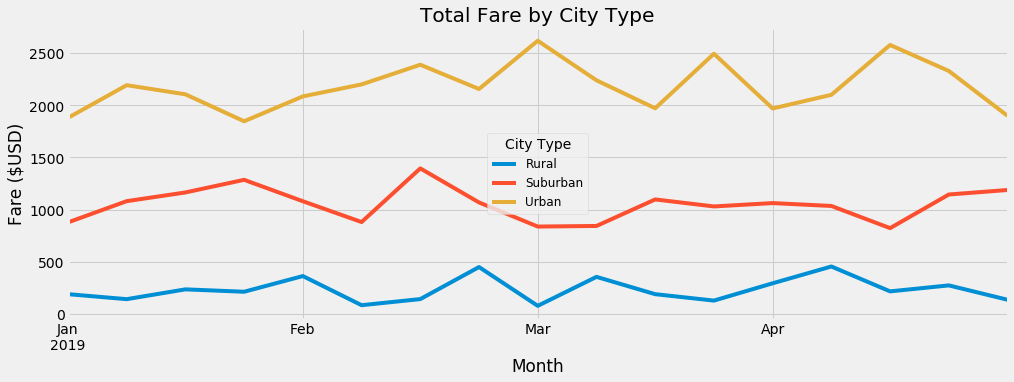 Total Fare by City Type
Fare ($USD)
2500
2000
1500
1000
500
0
City Type
Rural
Suburban
Urban
Jan
2019
Feb
Mar
Apr
Month